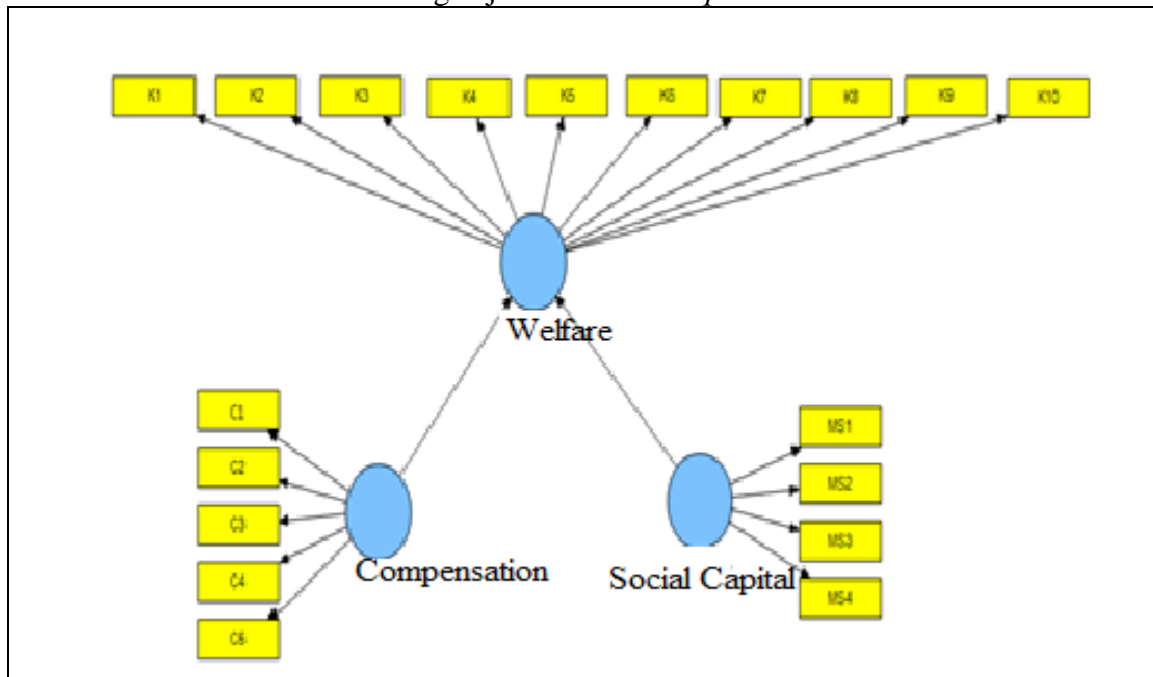 K1 K2 K3 K4 K5 K6 K7 K8 K9 K10
Welfare
C1
C2
C3
C4
Compensation
MS1
MS2
MS3
MS4
Social Capital